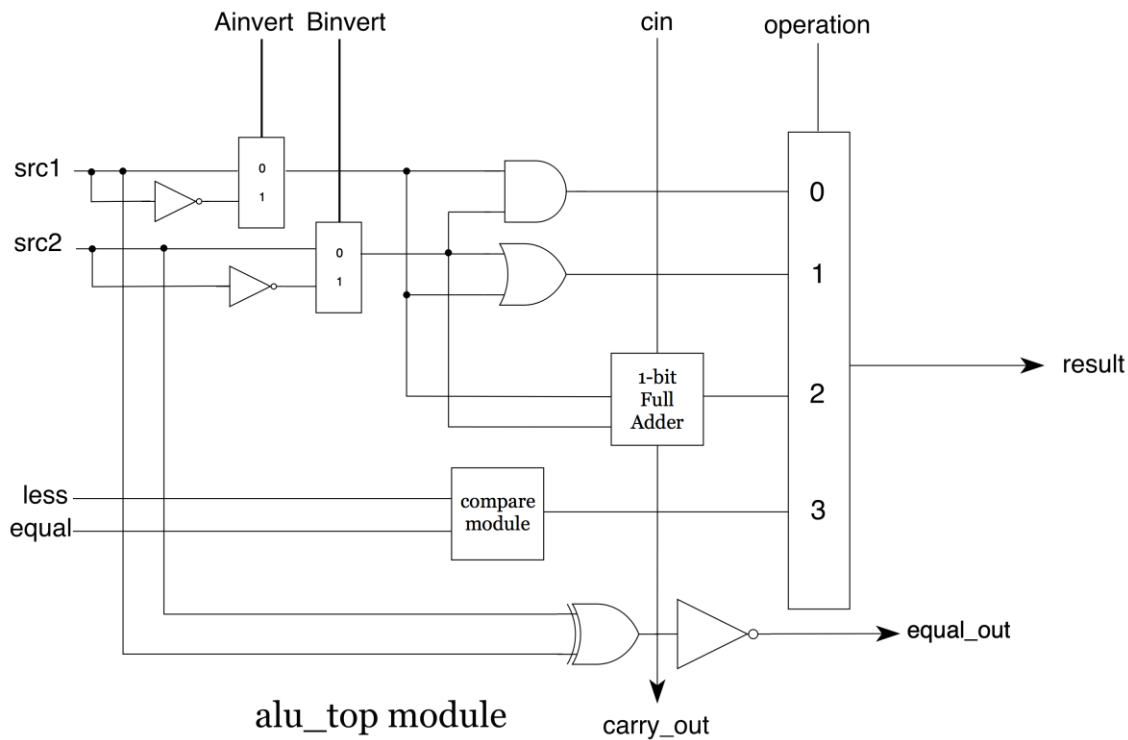 Ainvert Binvert cin operation
src1
0
1
src2
0
1
0
1
1-bit
Full
Adder
2
result
less
equal
compare
module
3
equal_out
alu_top module
carry_out